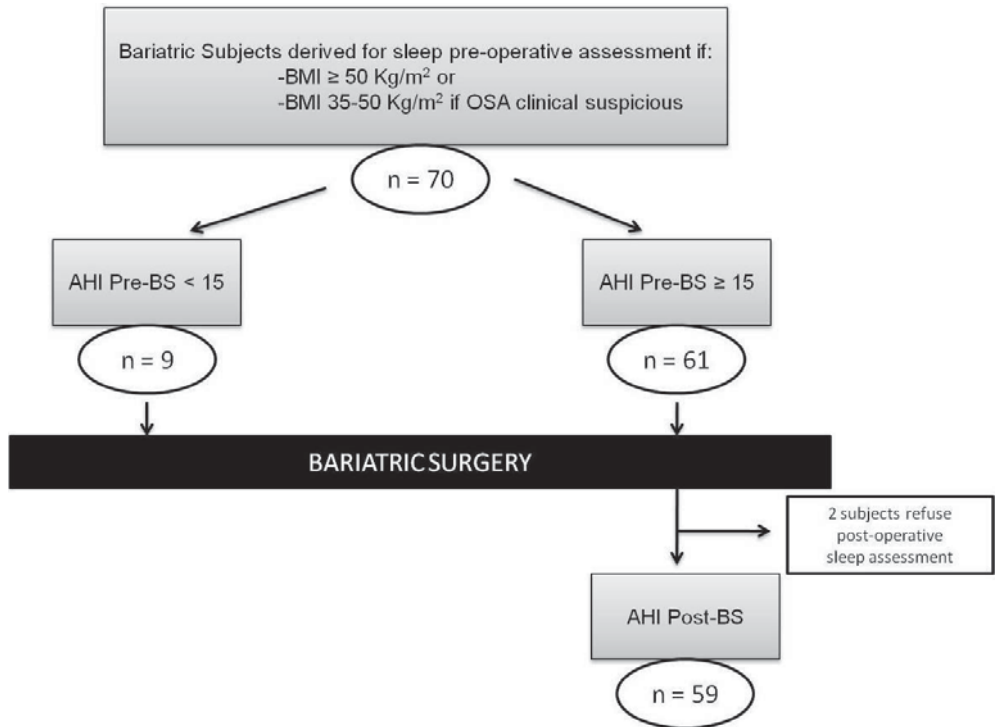 Bariatric Subjects derived for sleep pre-operative assessment if:
-BMI ≥ 50 Kg/m² or
-BMI 35-50 Kg/m² if OSA clinical suspicious
n = 70
AHI Pre-BS < 15
AHI Pre-BS ≥ 15
n = 9
n = 61
BARIATRIC SURGERY
2 subjects refuse
post-operative
sleep assessment
AHI Post-BS
n = 59